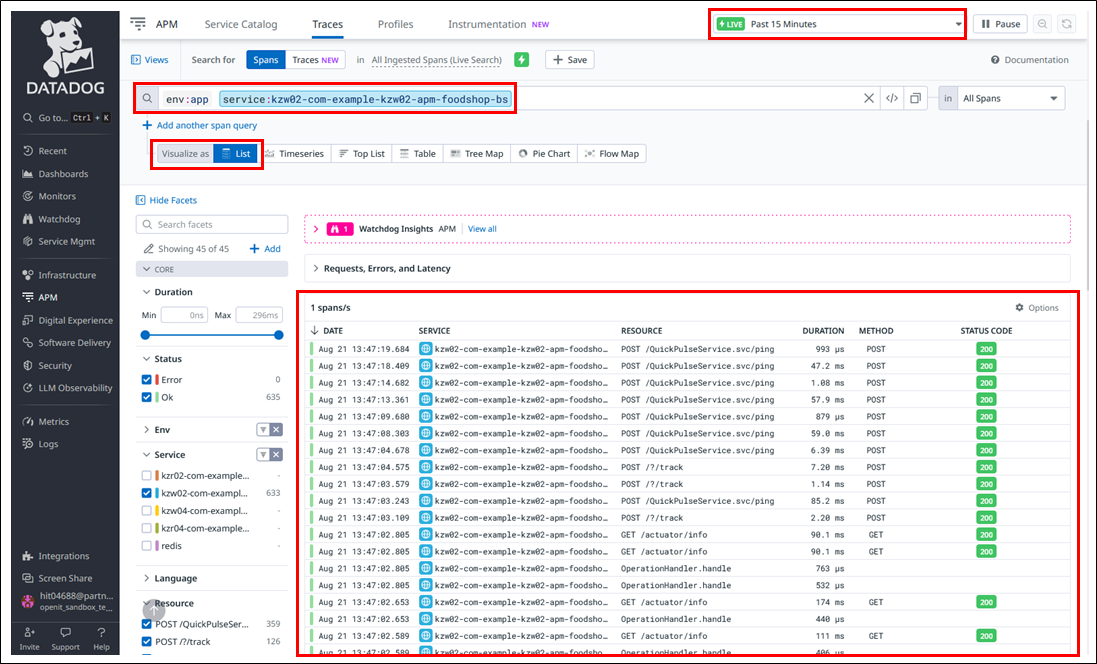 DATADOG
Go to... Ctrl + K
Recent
Dashboards
Monitors
Watchdog
Service Mgmt
Infrastructure
APM
Digital Experience
Software Delivery
Security
LLM Observability
Metrics
Logs
Integrations
Screen Share
hit04688@partn...
openit_sandbox_te...
Invite Support Help
APM Service Catalog Traces Profiles Instrumentation NEW LIVE Past 15 Minutes Pause
Views Search for Spans Traces NEW in All Ingested Spans (Live Search) + Save Documentation
env:app service:kzw02-com-example-kzw02-apm-foodshop-bs </> in All Spans
+ Add another span query
Visualize as List Timeseries Top List Table Tree Map Pie Chart Flow Map
Hide Facets
Search facets
Showing 45 of 45 + Add
CORE
Duration
Min 0ns Max 296ms
Status
Error 0
Ok 635
Env
Service
kzr02-com-example... -
kzw02-com-exampl... 633
kzw04-com-exampl... -
kzr04-com-example... -
redis -
Language
Resource
POST /QuickPulseSer... 359
POST /?/track 126
1 Watchdog Insights APM View all
Requests, Errors, and Latency
1 spans/s Options
DATE SERVICE RESOURCE DURATION METHOD STATUS CODE
Aug 21 13:47:19.684 kzw02-com-example-kzw02-apm-foodsho... POST /QuickPulseService.svc/ping 993 µs POST 200
Aug 21 13:47:18.409 kzw02-com-example-kzw02-apm-foodsho... POST /QuickPulseService.svc/ping 47.2 ms POST 200
Aug 21 13:47:14.682 kzw02-com-example-kzw02-apm-foodsho... POST /QuickPulseService.svc/ping 1.08 ms POST 200
Aug 21 13:47:13.361 kzw02-com-example-kzw02-apm-foodsho... POST /QuickPulseService.svc/ping 57.9 ms POST 200
Aug 21 13:47:09.680 kzw02-com-example-kzw02-apm-foodsho... POST /QuickPulseService.svc/ping 879 µs POST 200
Aug 21 13:47:08.303 kzw02-com-example-kzw02-apm-foodsho... POST /QuickPulseService.svc/ping 59.0 ms POST 200
Aug 21 13:47:04.678 kzw02-com-example-kzw02-apm-foodsho... POST /QuickPulseService.svc/ping 6.39 ms POST 200
Aug 21 13:47:04.575 kzw02-com-example-kzw02-apm-foodsho... POST /?/track 7.20 ms POST 200
Aug 21 13:47:03.579 kzw02-com-example-kzw02-apm-foodsho... POST /?/track 1.14 ms POST 200
Aug 21 13:47:03.243 kzw02-com-example-kzw02-apm-foodsho... POST /QuickPulseService.svc/ping 85.2 ms POST 200
Aug 21 13:47:03.109 kzw02-com-example-kzw02-apm-foodsho... POST /?/track 2.20 ms POST 200
Aug 21 13:47:02.805 kzw02-com-example-kzw02-apm-foodsho... GET /actuator/info 90.1 ms GET 200
Aug 21 13:47:02.805 kzw02-com-example-kzw02-apm-foodsho... GET /actuator/info 90.1 ms GET 200
Aug 21 13:47:02.805 kzw02-com-example-kzw02-apm-foodsho... OperationHandler.handle 763 µs
Aug 21 13:47:02.805 kzw02-com-example-kzw02-apm-foodsho... OperationHandler.handle 532 µs
Aug 21 13:47:02.653 kzw02-com-example-kzw02-apm-foodsho... GET /actuator/info 174 ms GET 200
Aug 21 13:47:02.653 kzw02-com-example-kzw02-apm-foodsho... OperationHandler.handle 440 µs
Aug 21 13:47:02.589 kzw02-com-example-kzw02-apm-foodsho... GET /actuator/info 111 ms GET 200
Aug 21 13:47:02.589 kzw02-com-example-kzw02-apm-foodsho... OperationHandler.handle 406 µs